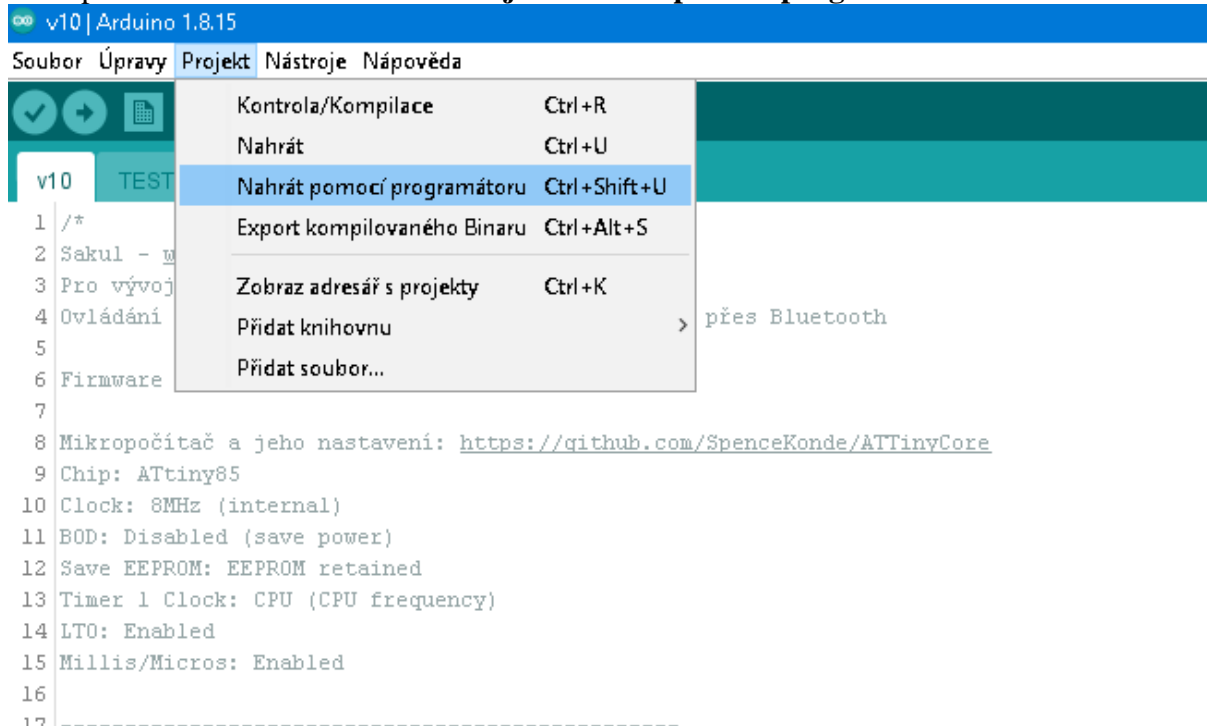 v10 | Arduino 1.8.15
Soubor Úpravy Projekt Nástroje Nápověda
Kontrola/Kompilace Ctrl+R
Nahrát Ctrl+U
Nahrát pomocí programátoru Ctrl+Shift+U
Export kompilovaného Binaru Ctrl+Alt+S
Zobraz adresář s projekty Ctrl+K
Přidat knihovnu >
Přidat soubor...
v10 TEST
1 /*
2 Sakul - w
3 Pro vývoj
4 Ovládání přes Bluetooth
5
6 Firmware
7
8 Mikropočítač a jeho nastavení: https://github.com/SpenceKonde/ATTinyCore
9 Chip: ATtiny85
10 Clock: 8MHz (internal)
11 BOD: Disabled (save power)
12 Save EEPROM: EEPROM retained
13 Timer 1 Clock: CPU (CPU frequency)
14 LTO: Enabled
15 Millis/Micros: Enabled
16
17